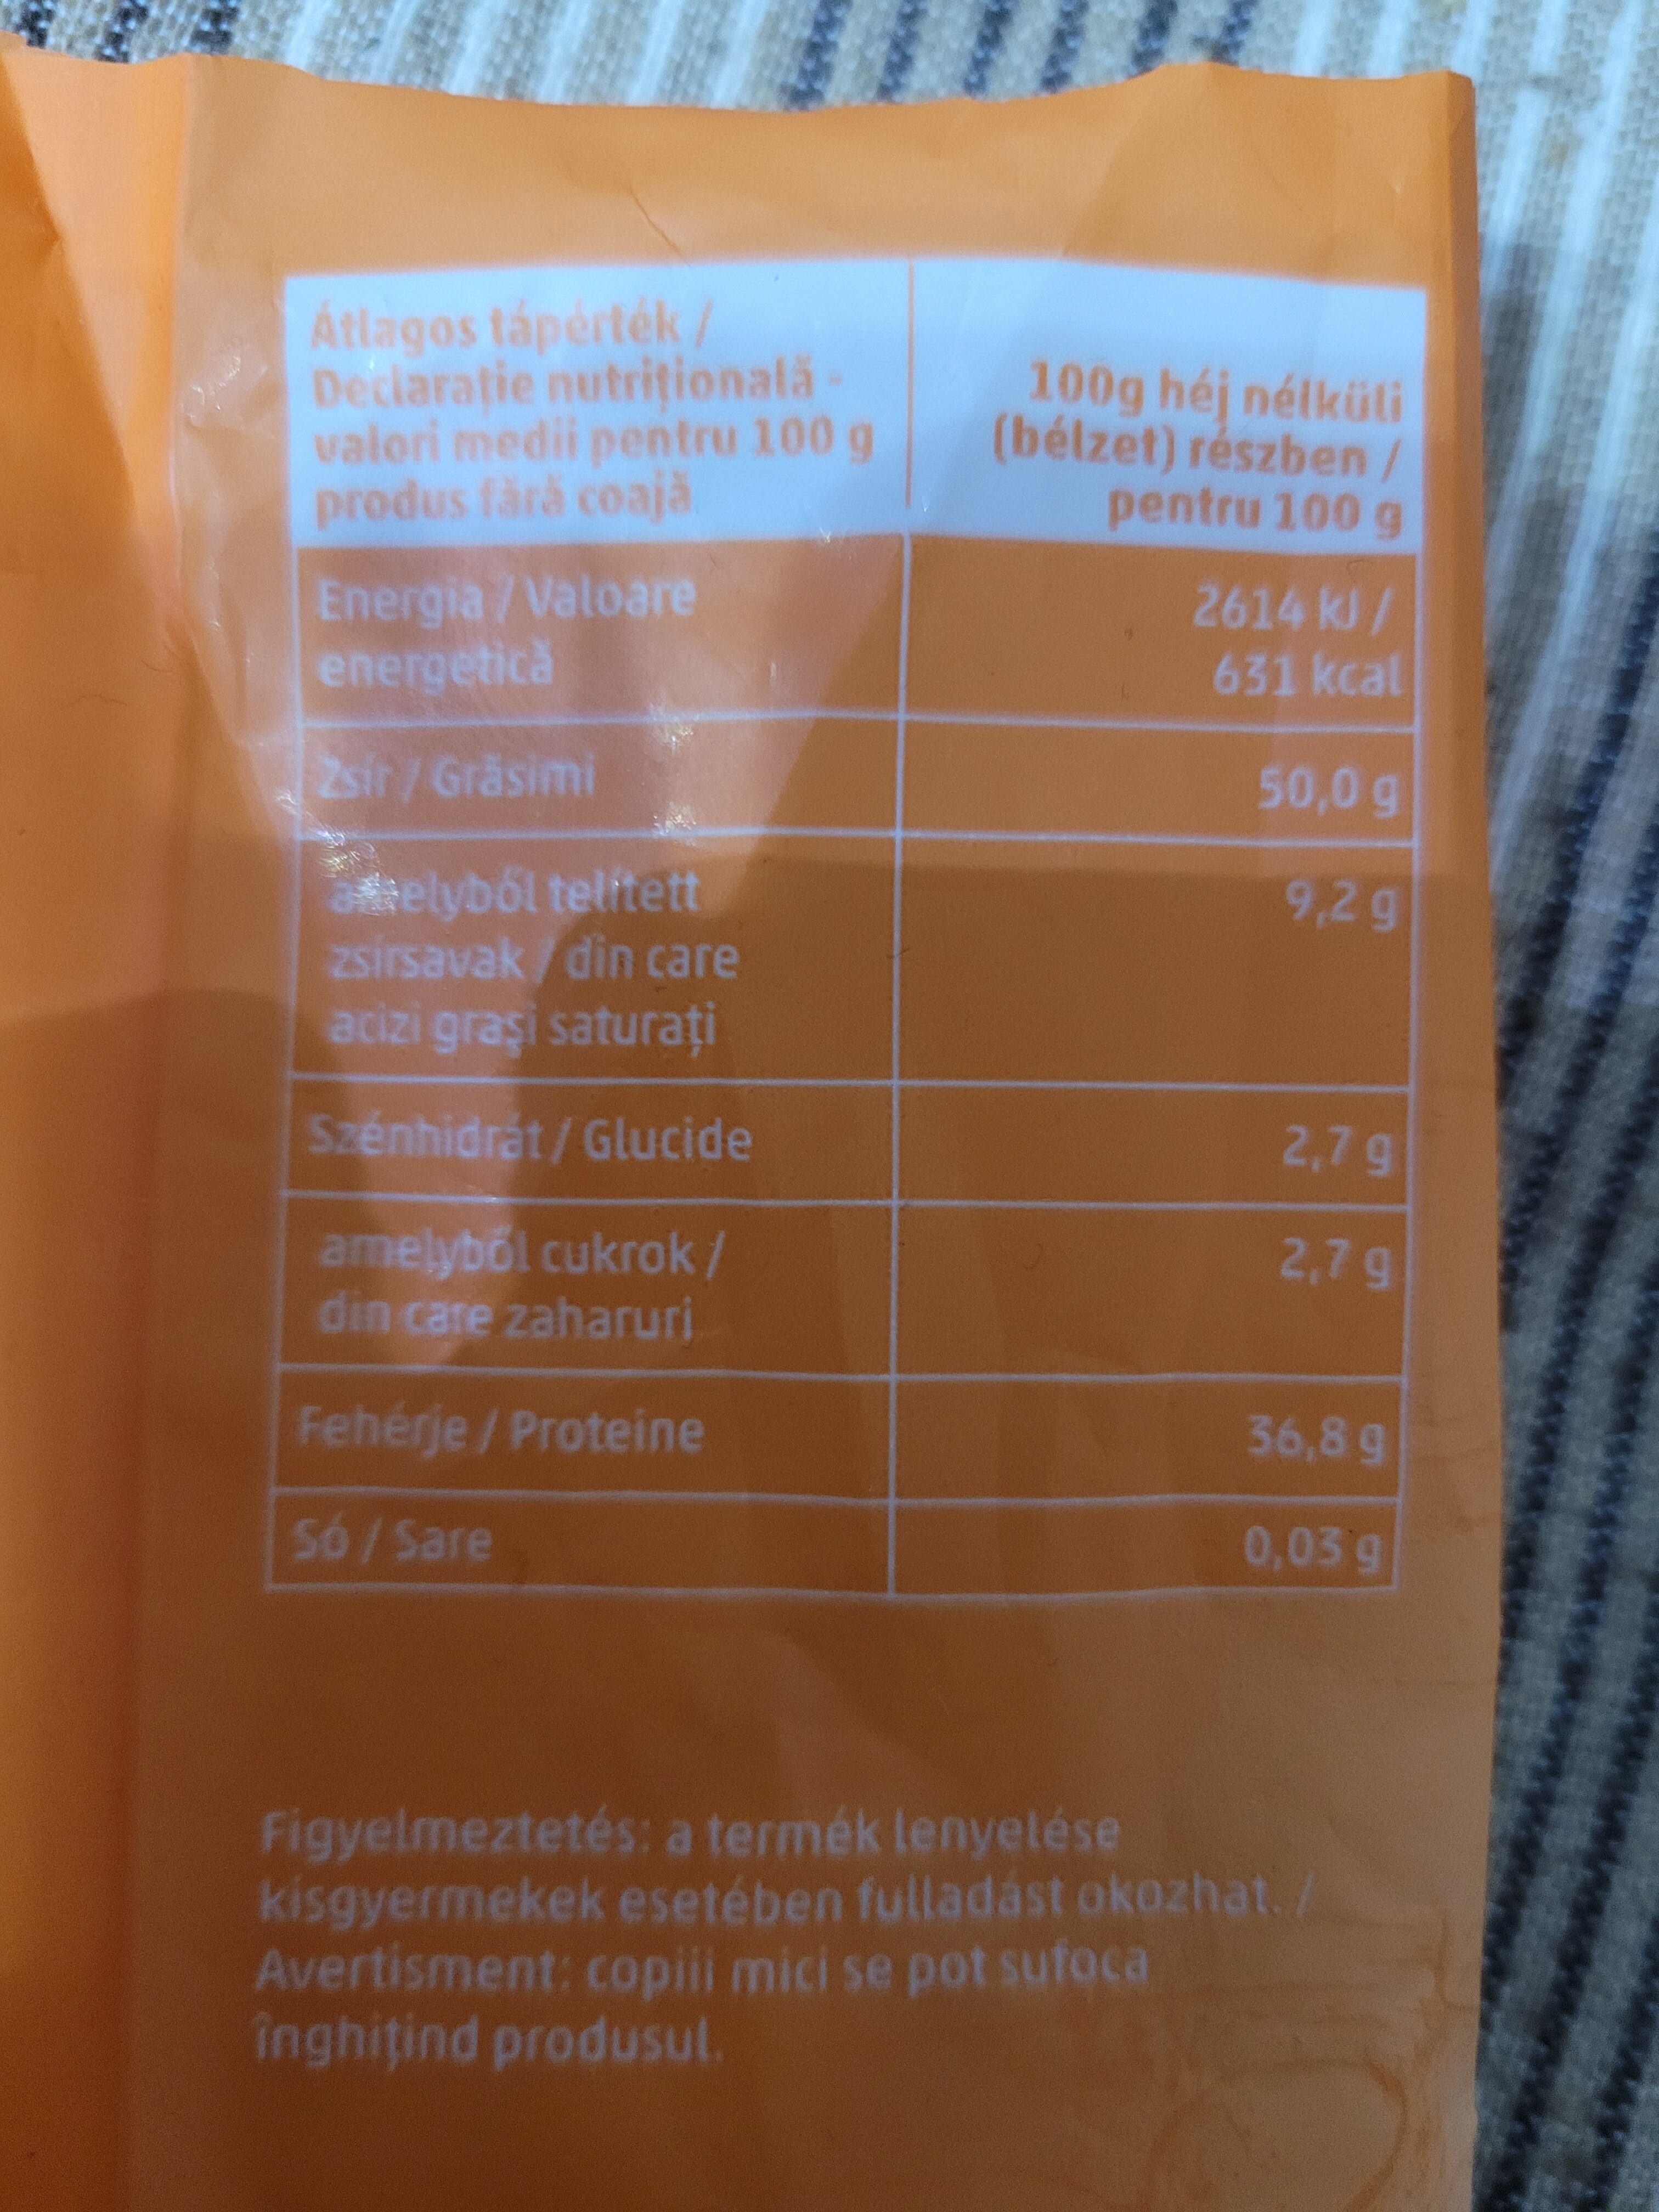 Átlagos tápérték /
Declarație nutrițională -
valori medii pentru 100 g
produs fără coajă
100g héj nélküli
(bélzet) részben /
pentru 100 g
Energia / Valoare
energetică
2614 kJ /
631 kcal
Zsír / Grăsimi
50,0 g
amelyből telített
zsírsavak / din care
acizi grași saturați
9,2 g
Szénhidrát / Glucide
2,7 g
amelyből cukrok /
din care zaharuri
2,7 g
Fehérje / Proteine
36,8 g
Só / Sare
0,03 g
Figyelmeztetés: a termék lenyelése
kisgyermekek esetében fulladást okozhat. /
Avertisment: copiii mici se pot sufoca
înghițind produsul.